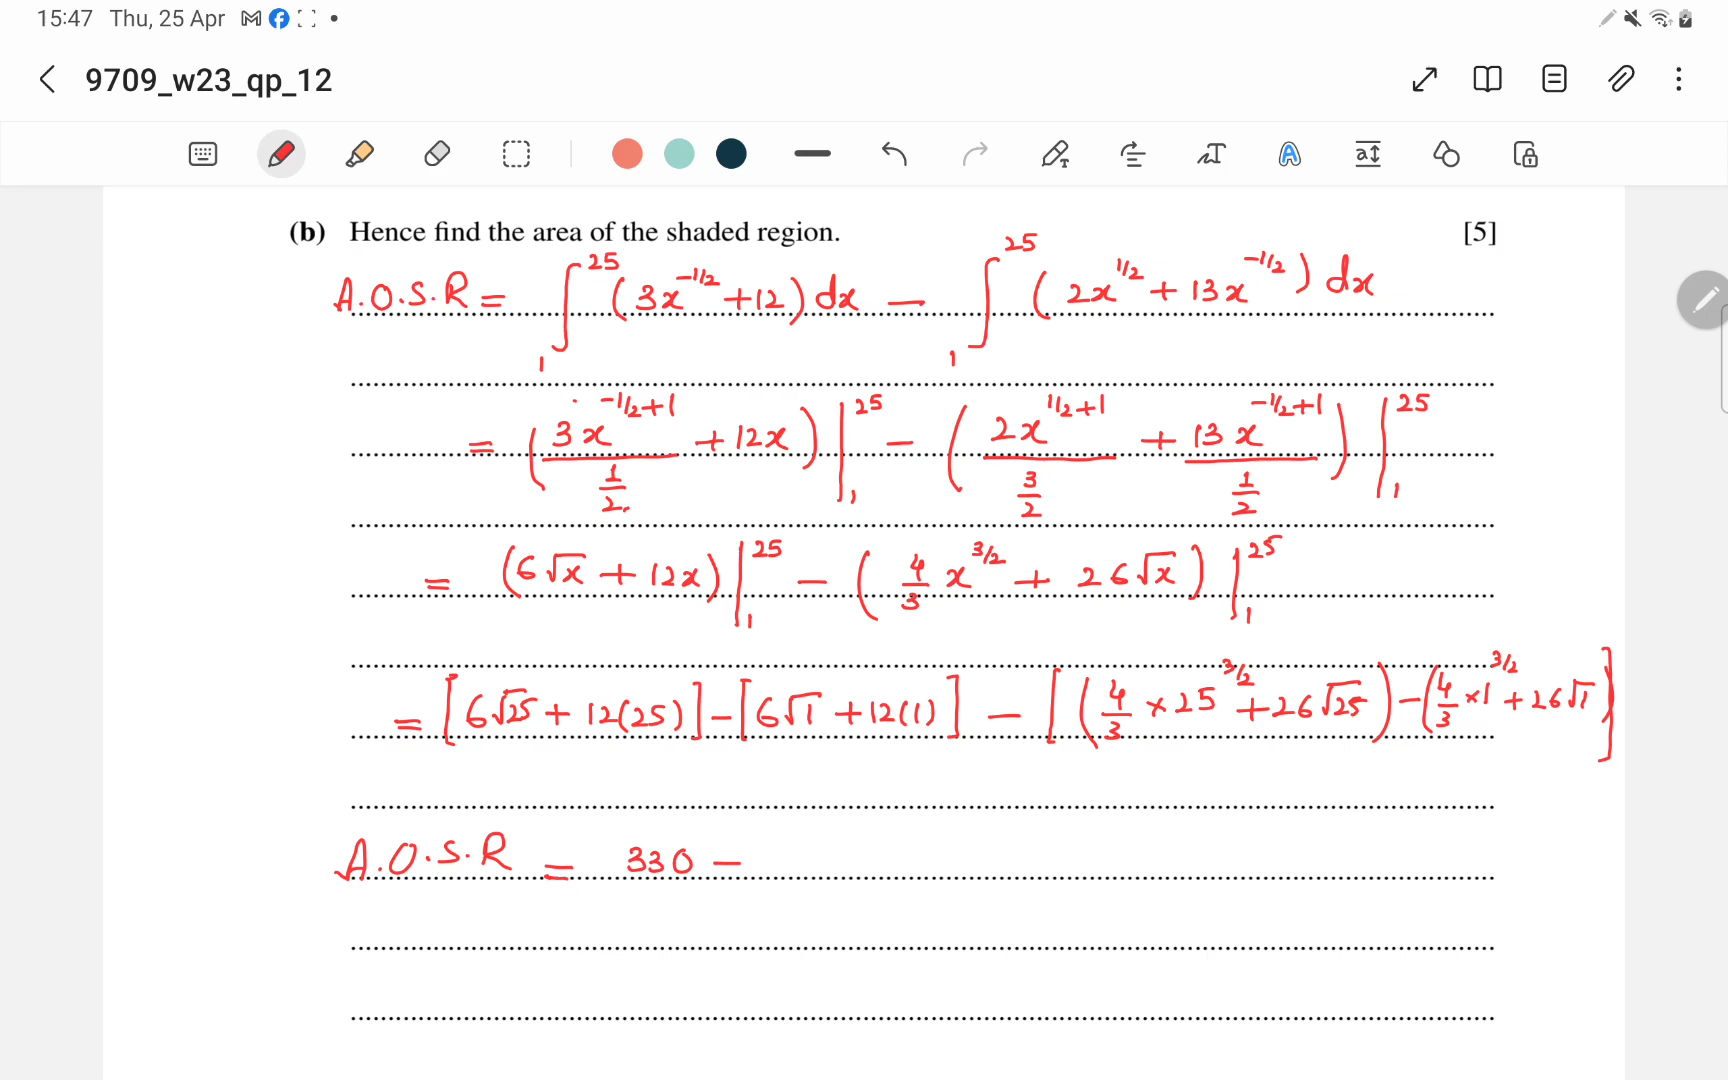 15:47 Thu, 25 Apr
9709_w23_qp_12
(b) Hence find the area of the shaded region. [5]
A.O.S.R = ∫₁²⁵ (3x^(-1/2) + 12) dx − ∫₁²⁵ (2x^(1/2) + 13x^(-1/2)) dx
= (3x^(-1/2+1)/(1/2) + 12x) |₁²⁵ − (2x^(1/2+1)/(3/2) + 13x^(-1/2+1)/(1/2)) |₁²⁵
= (6√x + 12x) |₁²⁵ − (4/3 x^(3/2) + 26√x) |₁²⁵
= [6√25 + 12(25)] − [6√1 + 12(1)] − [(4/3 × 25^(3/2) + 26√25) − (4/3 × 1^(3/2) + 26√1)]
A.O.S.R = 330 −